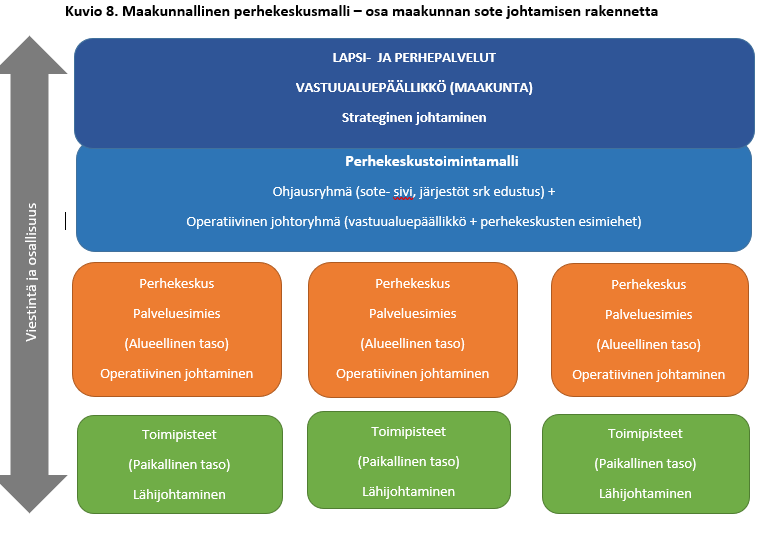 Kuvio 8. Maakunnallinen perhekeskusmalli – osa maakunnan sote johtamisen rakennetta
Viestintä ja osallisuus
LAPSI- JA PERHEPALVELUT
VASTUUALUEPÄÄLLIKKÖ (MAAKUNTA)
Strateginen johtaminen
Perhekeskustoimintamalli
Ohjausryhmä (sote- sivi, järjestöt srk edustus) +
Operatiivinen johtoryhmä (vastuualuepäällikkö + perhekeskusten esimiehet)
Perhekeskus
Palveluesimies
(Alueellinen taso)
Operatiivinen johtaminen
Perhekeskus
Palveluesimies
(Alueellinen taso)
Operatiivinen johtaminen
Perhekeskus
Palveluesimies
(Alueellinen taso)
Operatiivinen johtaminen
Toimipisteet
(Paikallinen taso)
Lähijohtaminen
Toimipisteet
(Paikallinen taso)
Lähijohtaminen
Toimipisteet
(Paikallinen taso)
Lähijohtaminen